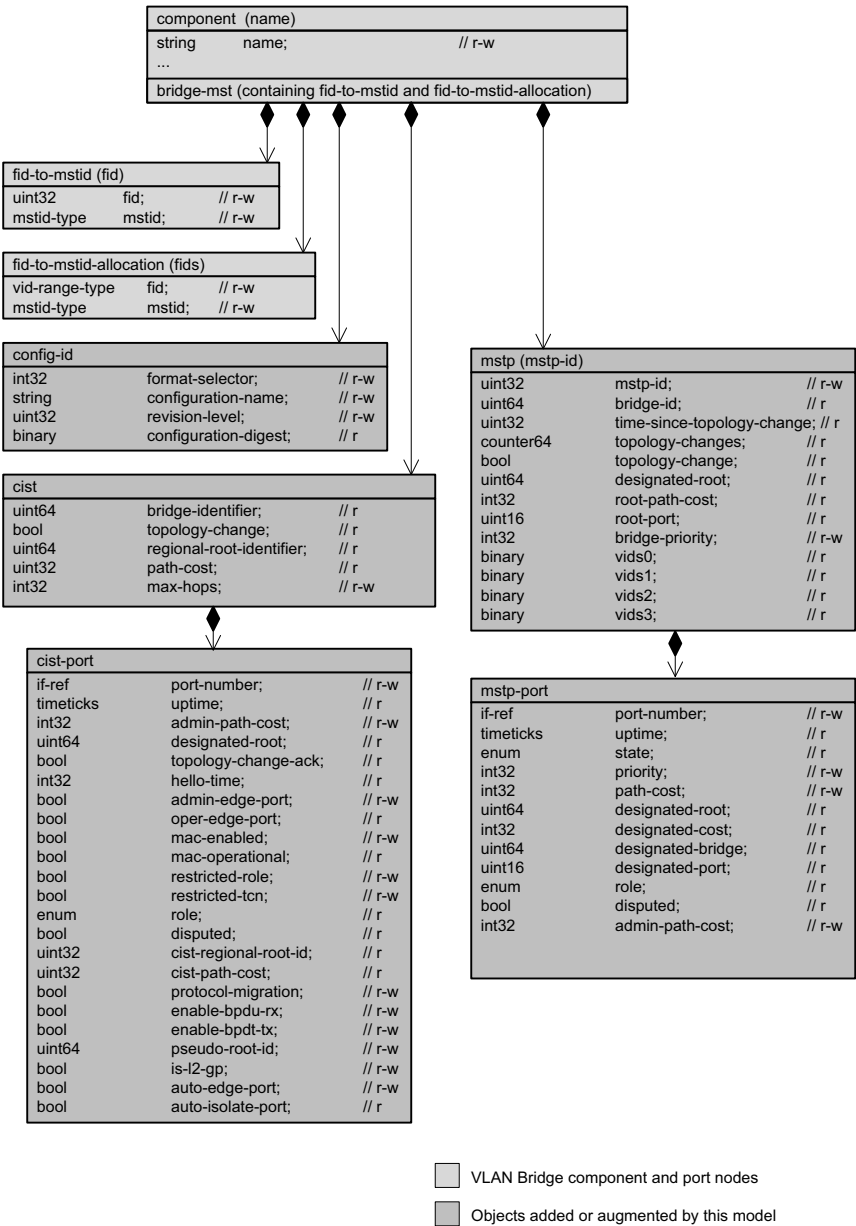 component  (name)
string name; // r-w
...
bridge-mst (containing fid-to-mstid and fid-to-mstid-allocation)
fid-to-mstid (fid)
uint32 fid; // r-w
mstid-type mstid; // r-w
fid-to-mstid-allocation (fids)
vid-range-type fid; // r-w
mstid-type mstid; // r-w
config-id
int32 format-selector; // r-w
string configuration-name; // r-w
uint32 revision-level; // r-w
binary configuration-digest; // r
cist
uint64 bridge-identifier; // r
bool topology-change; // r
uint64 regional-root-identifier; // r
uint32 path-cost; // r
int32 max-hops; // r-w
cist-port
if-ref port-number; // r-w
timeticks uptime; // r
int32 admin-path-cost; // r-w
uint64 designated-root; // r
bool topology-change-ack; // r
int32 hello-time; // r
bool admin-edge-port; // r-w
bool oper-edge-port; // r
bool mac-enabled; // r-w
bool mac-operational; // r
bool restricted-role; // r-w
bool restricted-tcn; // r-w
enum role; // r
bool disputed; // r
uint32 cist-regional-root-id; // r
uint32 cist-path-cost; // r
bool protocol-migration; // r-w
bool enable-bpdu-rx; // r-w
bool enable-bpdt-tx; // r-w
uint64 pseudo-root-id; // r-w
bool is-l2-gp; // r-w
bool auto-edge-port; // r-w
bool auto-isolate-port; // r
mstp (mstp-id)
uint32 mstp-id; // r-w
uint64 bridge-id; // r
uint32 time-since-topology-change; // r
counter64 topology-changes; // r
bool topology-change; // r
uint64 designated-root; // r
int32 root-path-cost; // r
uint16 root-port; // r
int32 bridge-priority; // r-w
binary vids0; // r
binary vids1; // r
binary vids2; // r
binary vids3; // r
mstp-port
if-ref port-number; // r-w
timeticks uptime; // r
enum state; // r
int32 priority; // r-w
int32 path-cost; // r-w
uint64 designated-root; // r
int32 designated-cost; // r
uint64 designated-bridge; // r
uint16 designated-port; // r
enum role; // r
bool disputed; // r
int32 admin-path-cost; // r-w
VLAN Bridge component and port nodes
Objects added or augmented by this model